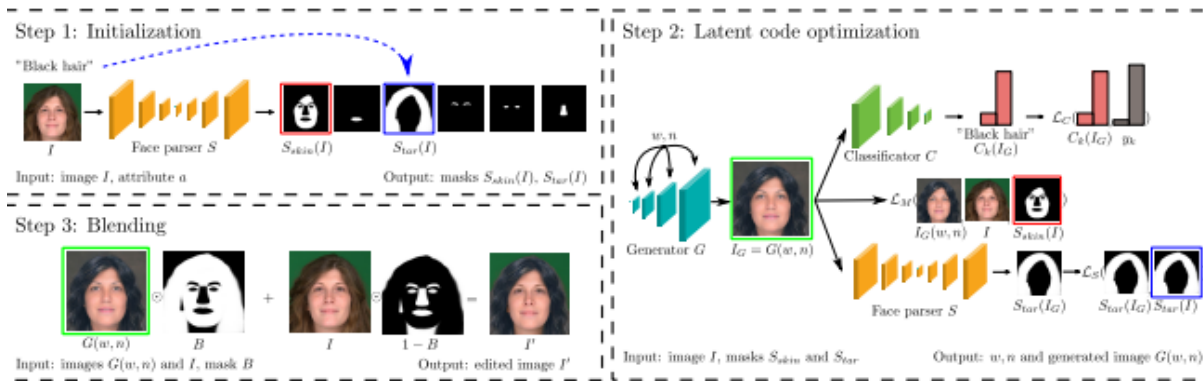 Step 1: Initialization
"Black hair"
I
Face parser S
S_skin(I)
S_tar(I)
Input: image I, attribute a
Output: masks S_skin(I), S_tar(I)
Step 3: Blending
G(w, n)
⊙
B
+
I
⊙
1 − B
=
I'
Input: images G(w, n) and I, mask B
Output: edited image I'
Step 2: Latent code optimization
w, n
Generator G
I_G = G(w, n)
Classificator C
"Black hair"
C_k(I_G)
ℒ_C(
C_k(I_G)
y_k
)
ℒ_M(
I_G(w, n)
I
S_skin(I)
)
Face parser S
S_tar(I_G)
ℒ_S(
S_tar(I_G)
S_tar(I)
)
Input: image I, masks S_skin and S_tar
Output: w, n and generated image G(w, n)